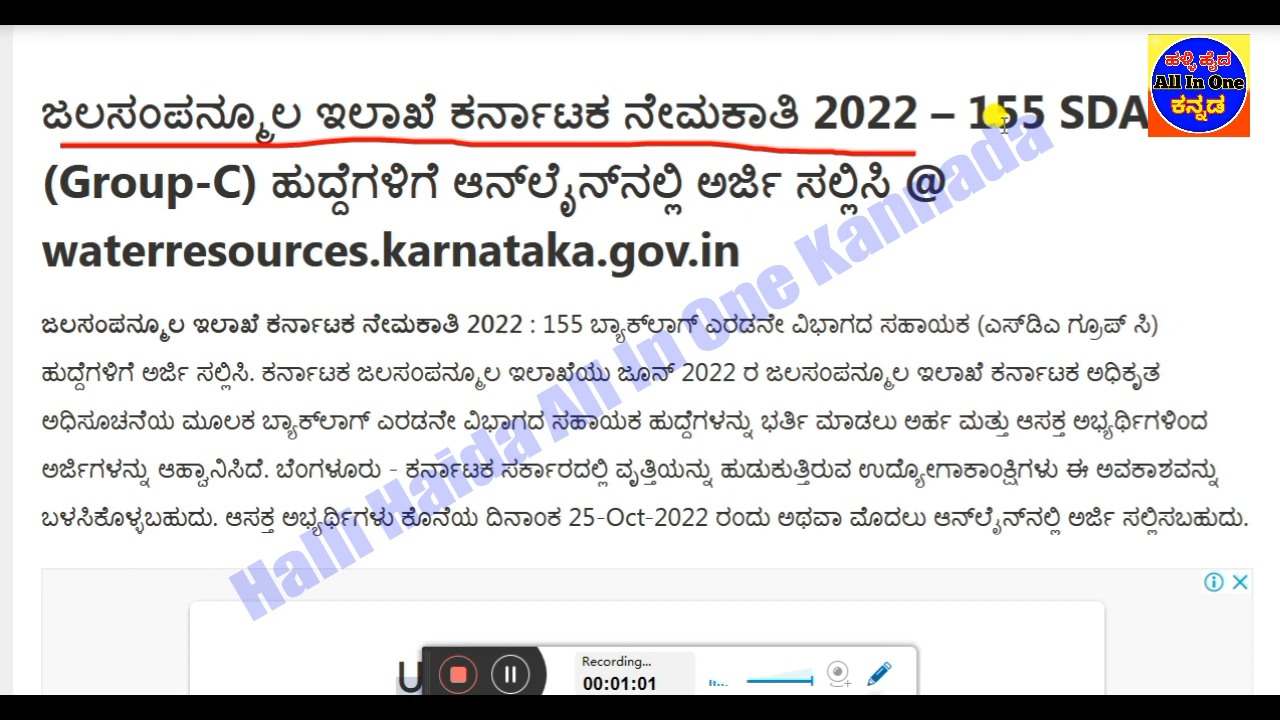 ಜಲಸಂಪನ್ಮೂಲ ಇಲಾಖೆ ಕರ್ನಾಟಕ ನೇಮಕಾತಿ 2022 – 155 SDA
(Group-C) ಹುದ್ದೆಗಳಿಗೆ ಆನ್‌ಲೈನ್‌ನಲ್ಲಿ ಅರ್ಜಿ ಸಲ್ಲಿಸಿ @
waterresources.karnataka.gov.in
ಹಳ್ಳಿ ಹೈದ
All In One
ಕನ್ನಡ
ಜಲಸಂಪನ್ಮೂಲ ಇಲಾಖೆ ಕರ್ನಾಟಕ ನೇಮಕಾತಿ 2022 : 155 ಬ್ಯಾಕ್‌ಲಾಗ್ ಎರಡನೇ ವಿಭಾಗದ ಸಹಾಯಕ (ಎಸ್‌ಡಿಎ ಗ್ರೂಪ್ ಸಿ)
ಹುದ್ದೆಗಳಿಗೆ ಅರ್ಜಿ ಸಲ್ಲಿಸಿ. ಕರ್ನಾಟಕ ಜಲಸಂಪನ್ಮೂಲ ಇಲಾಖೆಯು ಜೂನ್ 2022 ರ ಜಲಸಂಪನ್ಮೂಲ ಇಲಾಖೆ ಕರ್ನಾಟಕ ಅಧಿಕೃತ
ಅಧಿಸೂಚನೆಯ ಮೂಲಕ ಬ್ಯಾಕ್‌ಲಾಗ್ ಎರಡನೇ ವಿಭಾಗದ ಸಹಾಯಕ ಹುದ್ದೆಗಳನ್ನು ಭರ್ತಿ ಮಾಡಲು ಅರ್ಹ ಮತ್ತು ಆಸಕ್ತ ಅಭ್ಯರ್ಥಿಗಳಿಂದ
ಅರ್ಜಿಗಳನ್ನು ಆಹ್ವಾನಿಸಿದೆ. ಬೆಂಗಳೂರು - ಕರ್ನಾಟಕ ಸರ್ಕಾರದಲ್ಲಿ ವೃತ್ತಿಯನ್ನು ಹುಡುಕುತ್ತಿರುವ ಉದ್ಯೋಗಾಕಾಂಕ್ಷಿಗಳು ಈ ಅವಕಾಶವನ್ನು
ಬಳಸಿಕೊಳ್ಳಬಹುದು. ಆಸಕ್ತ ಅಭ್ಯರ್ಥಿಗಳು ಕೊನೆಯ ದಿನಾಂಕ 25-Oct-2022 ರಂದು ಅಥವಾ ಮೊದಲು ಆನ್‌ಲೈನ್‌ನಲ್ಲಿ ಅರ್ಜಿ ಸಲ್ಲಿಸಬಹುದು.
Halli Haida All In One Kannada
Recording...
00:01:01